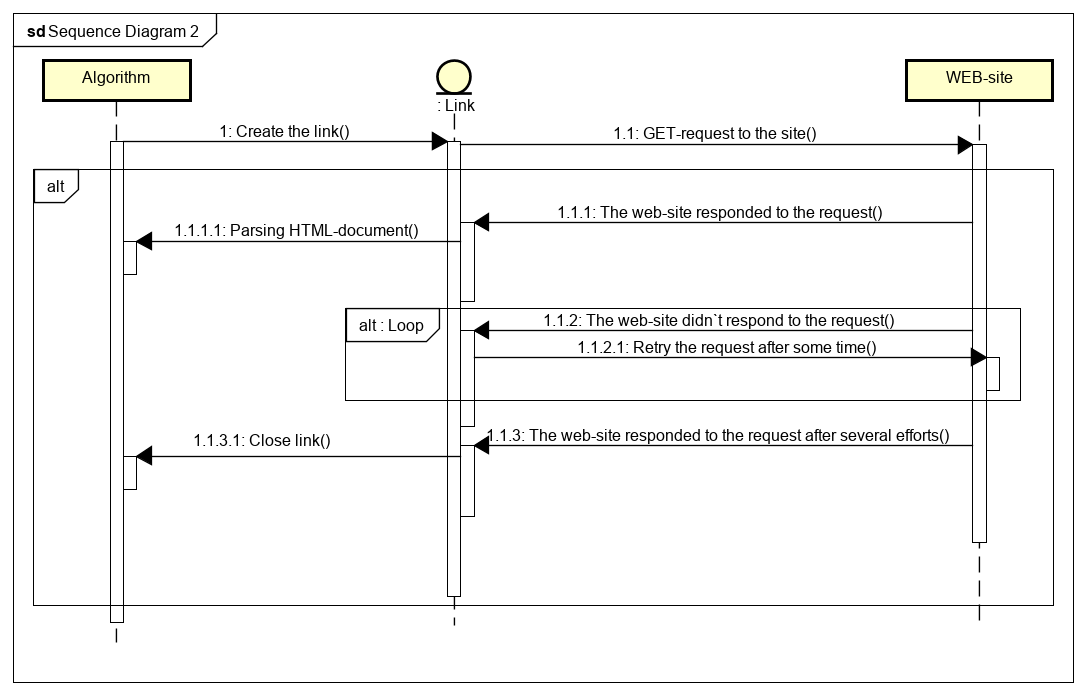 sd Sequence Diagram 2
Algorithm
: Link
WEB-site
1: Create the link()
1.1: GET-request to the site()
alt
1.1.1: The web-site responded to the request()
1.1.1.1: Parsing HTML-document()
alt : Loop
1.1.2: The web-site didn`t respond to the request()
1.1.2.1: Retry the request after some time()
1.1.3: The web-site responded to the request after several efforts()
1.1.3.1: Close link()